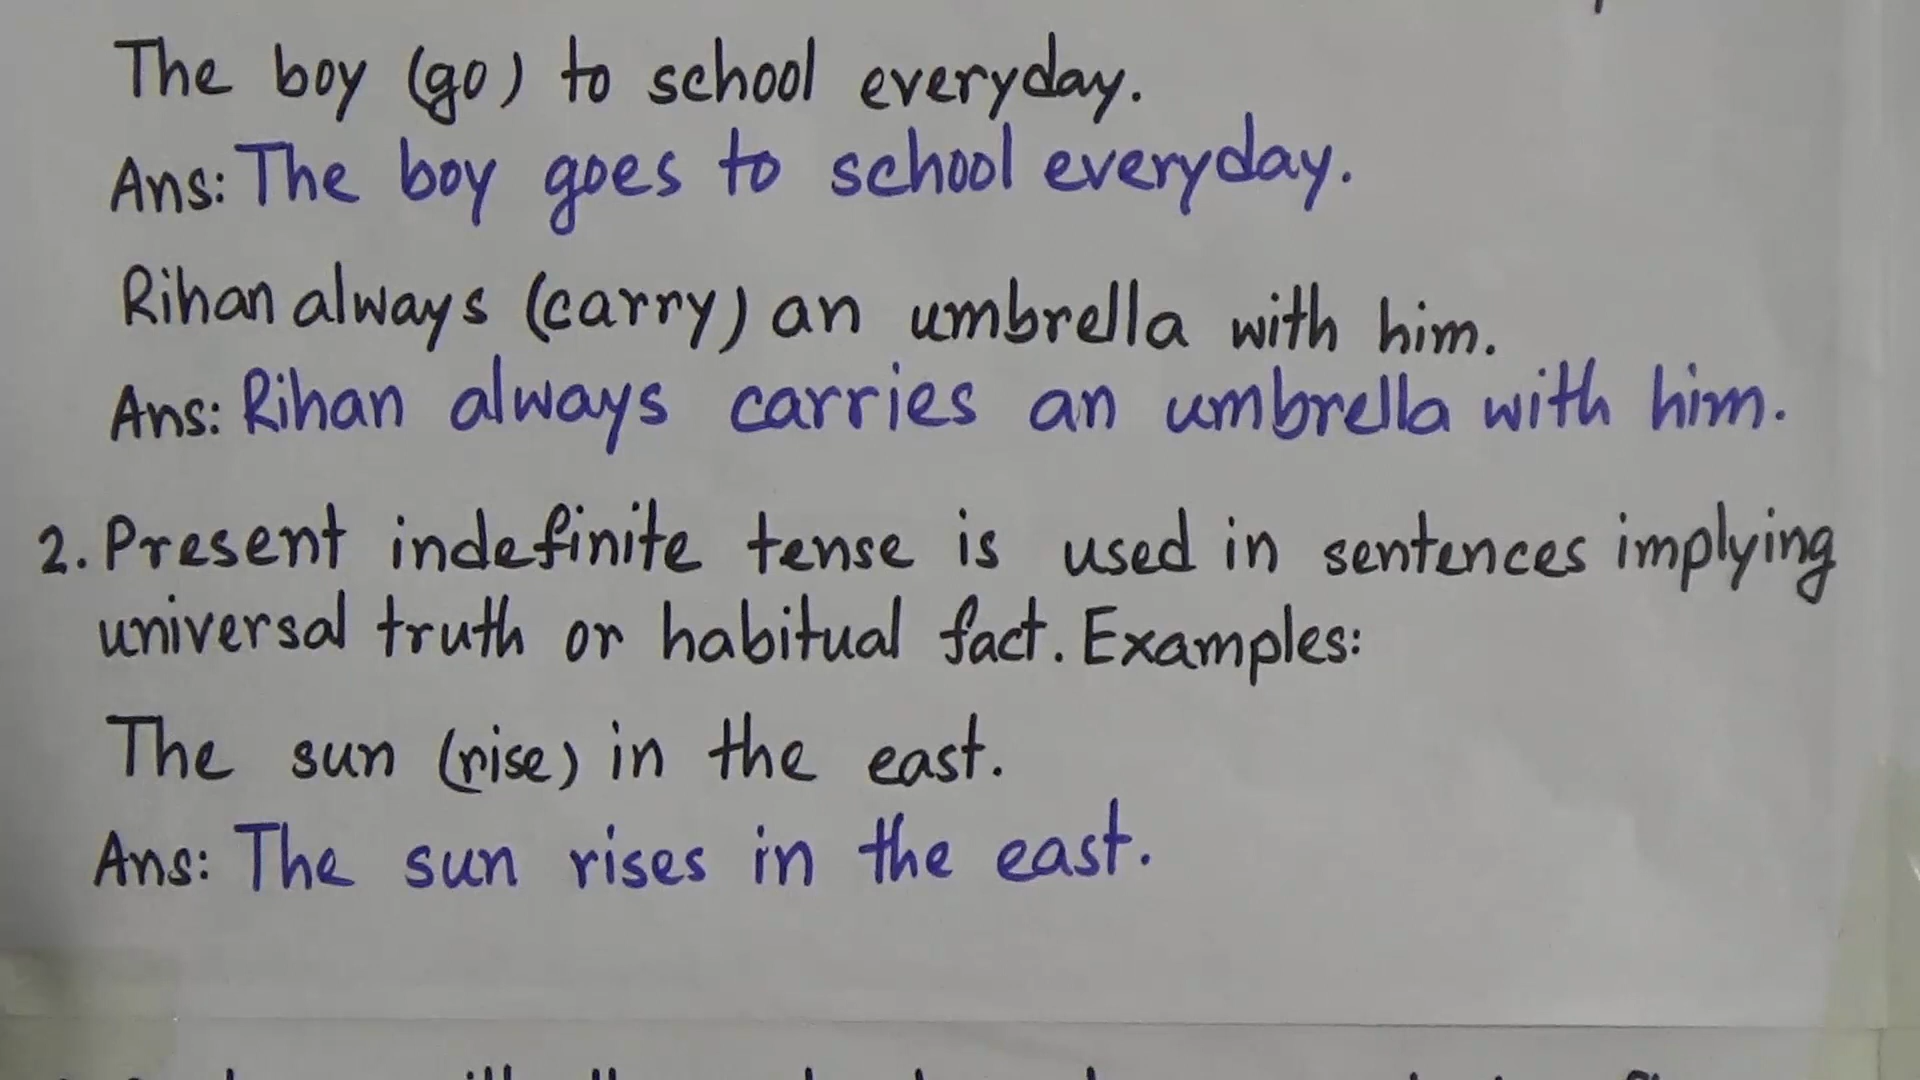 The boy (go) to school everyday.
Ans: The boy goes to school everyday.
Rihan always (carry) an umbrella with him.
Ans: Rihan always carries an umbrella with him.
2. Present indefinite tense is used in sentences implying
universal truth or habitual fact. Examples:
The sun (rise) in the east.
Ans: The sun rises in the east.